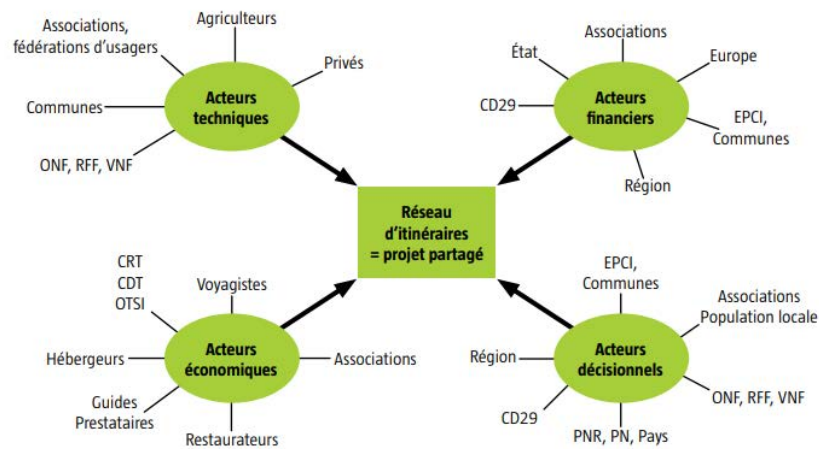 Associations,
fédérations d'usagers
Agriculteurs
Privés
Communes
Acteurs
techniques
ONF, RFF, VNF
Associations
État
Europe
CD29
Acteurs
financiers
EPCI,
Communes
Région
Réseau
d'itinéraires
= projet partagé
CRT
CDT
OTSI
Voyagistes
Hébergeurs
Acteurs
économiques
Associations
Guides
Prestataires
Restaurateurs
EPCI,
Communes
Associations
Population locale
Région
Acteurs
décisionnels
ONF, RFF, VNF
CD29
PNR, PN, Pays